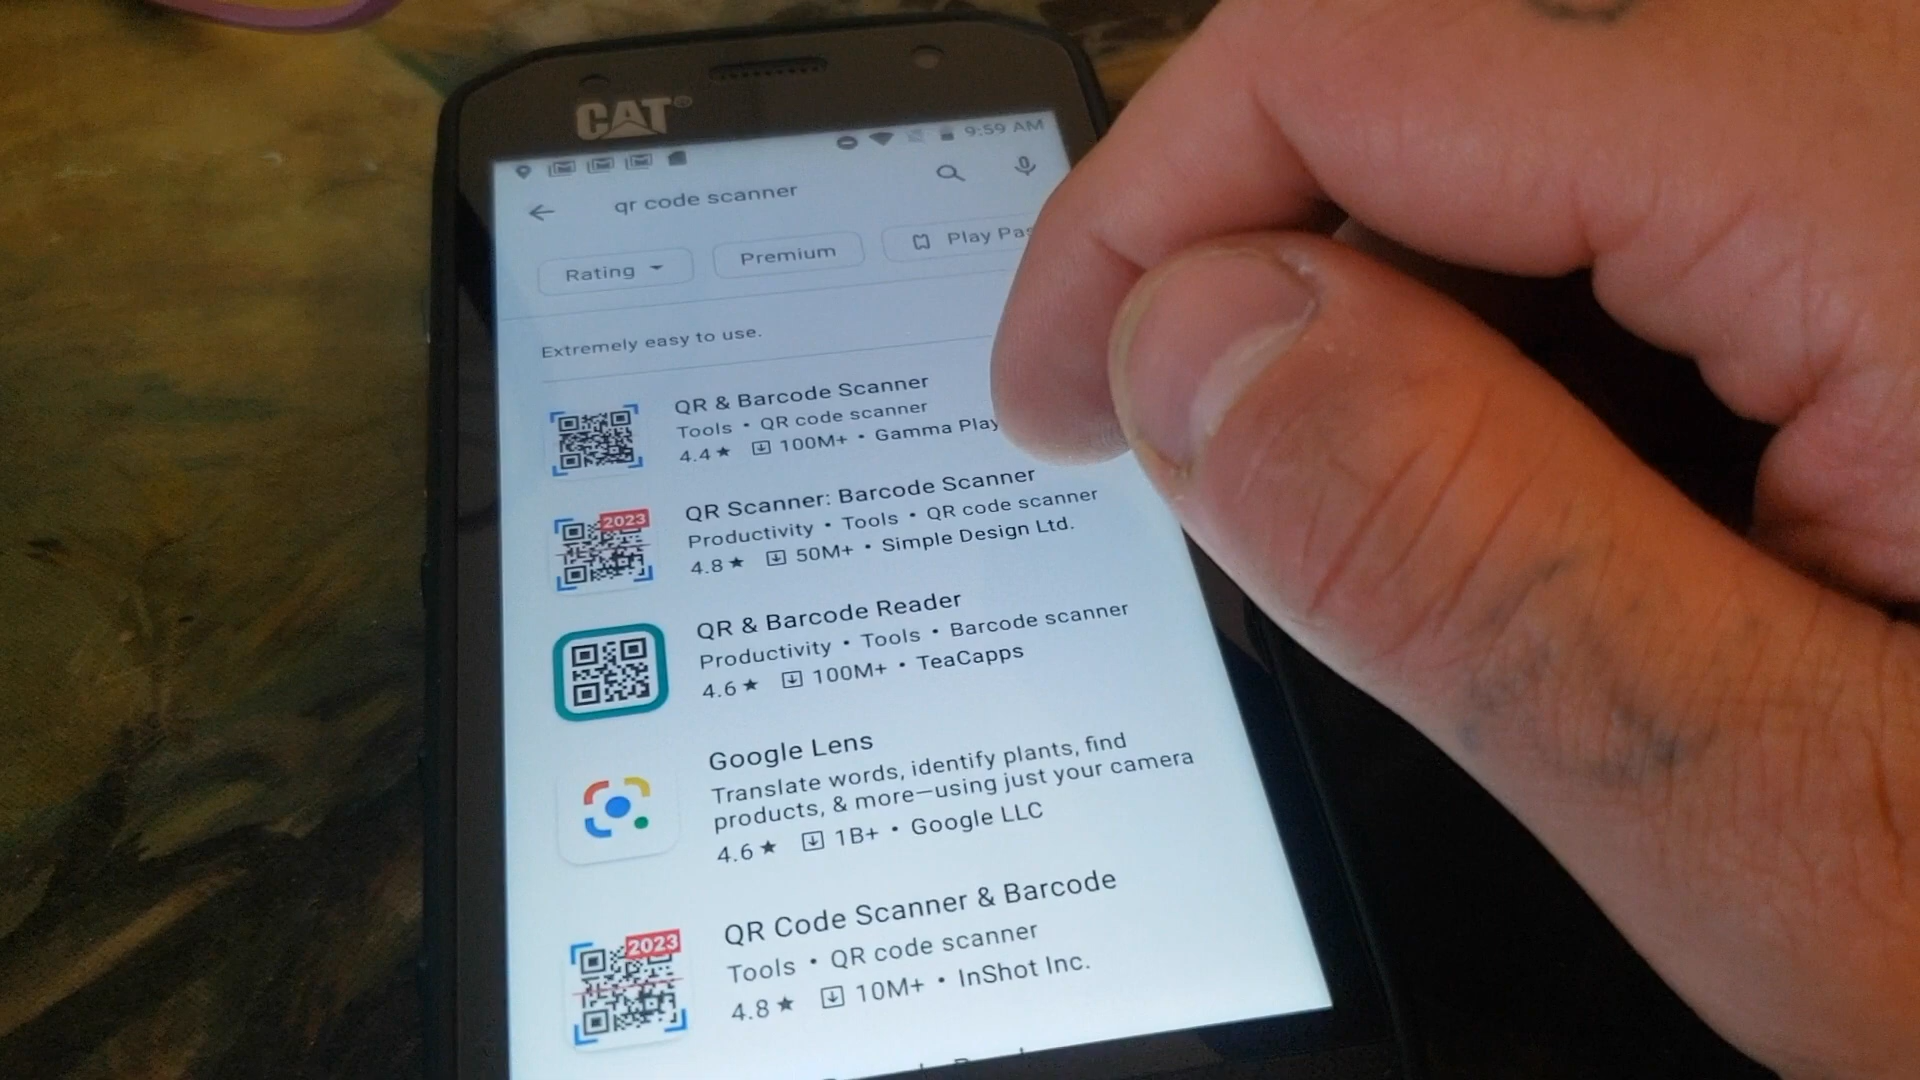 CAT®
9:59 AM
qr code scanner
Rating
Premium
Play Pas
Extremely easy to use.
QR & Barcode Scanner
Tools • QR code scanner
4.4★ 100M+ • Gamma Play
2023
QR Scanner: Barcode Scanner
Productivity • Tools • QR code scanner
4.8★ 50M+ • Simple Design Ltd.
QR & Barcode Reader
Productivity • Tools • Barcode scanner
4.6★ 100M+ • TeaCapps
Google Lens
Translate words, identify plants, find
products, & more—using just your camera
4.6★ 1B+ • Google LLC
2023
QR Code Scanner & Barcode
Tools • QR code scanner
4.8★ 10M+ • InShot Inc.